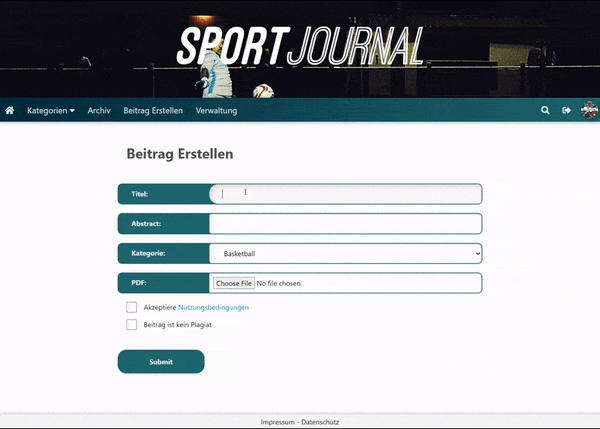 SPORTJOURNAL
Kategorien Archiv Beitrag Erstellen Verwaltung
Beitrag Erstellen
Titel:
Abstract:
Kategorie: Basketball
PDF: Choose File No file chosen
Akzeptiere Nutzungsbedingungen
Beitrag ist kein Plagiat
Submit
Impressum - Datenschutz